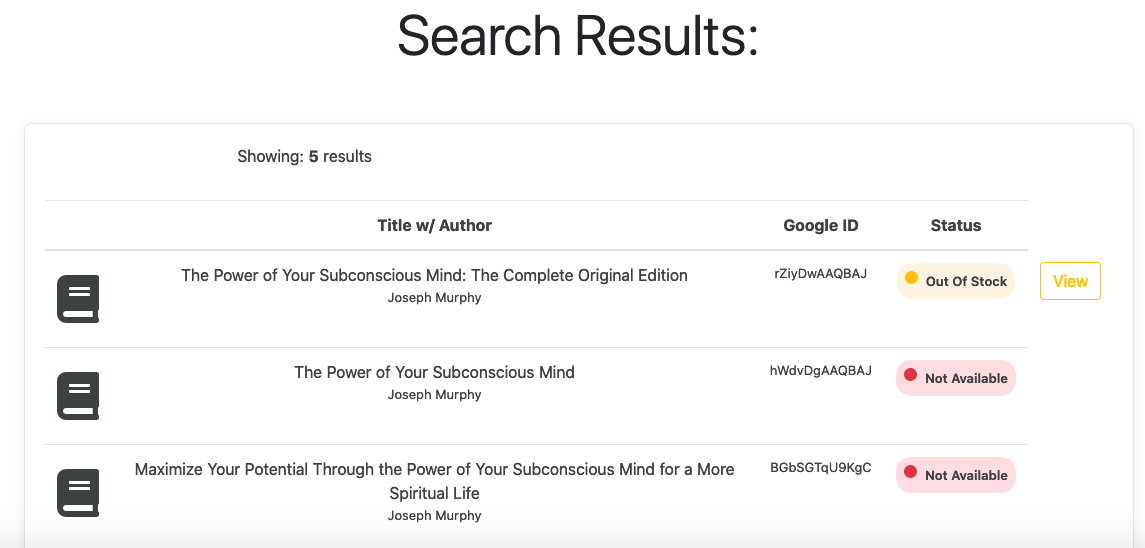 Search Results:
Showing: 5 results
Title w/ Author Google ID Status
The Power of Your Subconscious Mind: The Complete Original Edition rZiyDwAAQBAJ Out Of Stock View
Joseph Murphy
The Power of Your Subconscious Mind hWdvDgAAQBAJ Not Available
Joseph Murphy
Maximize Your Potential Through the Power of Your Subconscious Mind for a More BGbSGTqU9KgC Not Available
Spiritual Life
Joseph Murphy